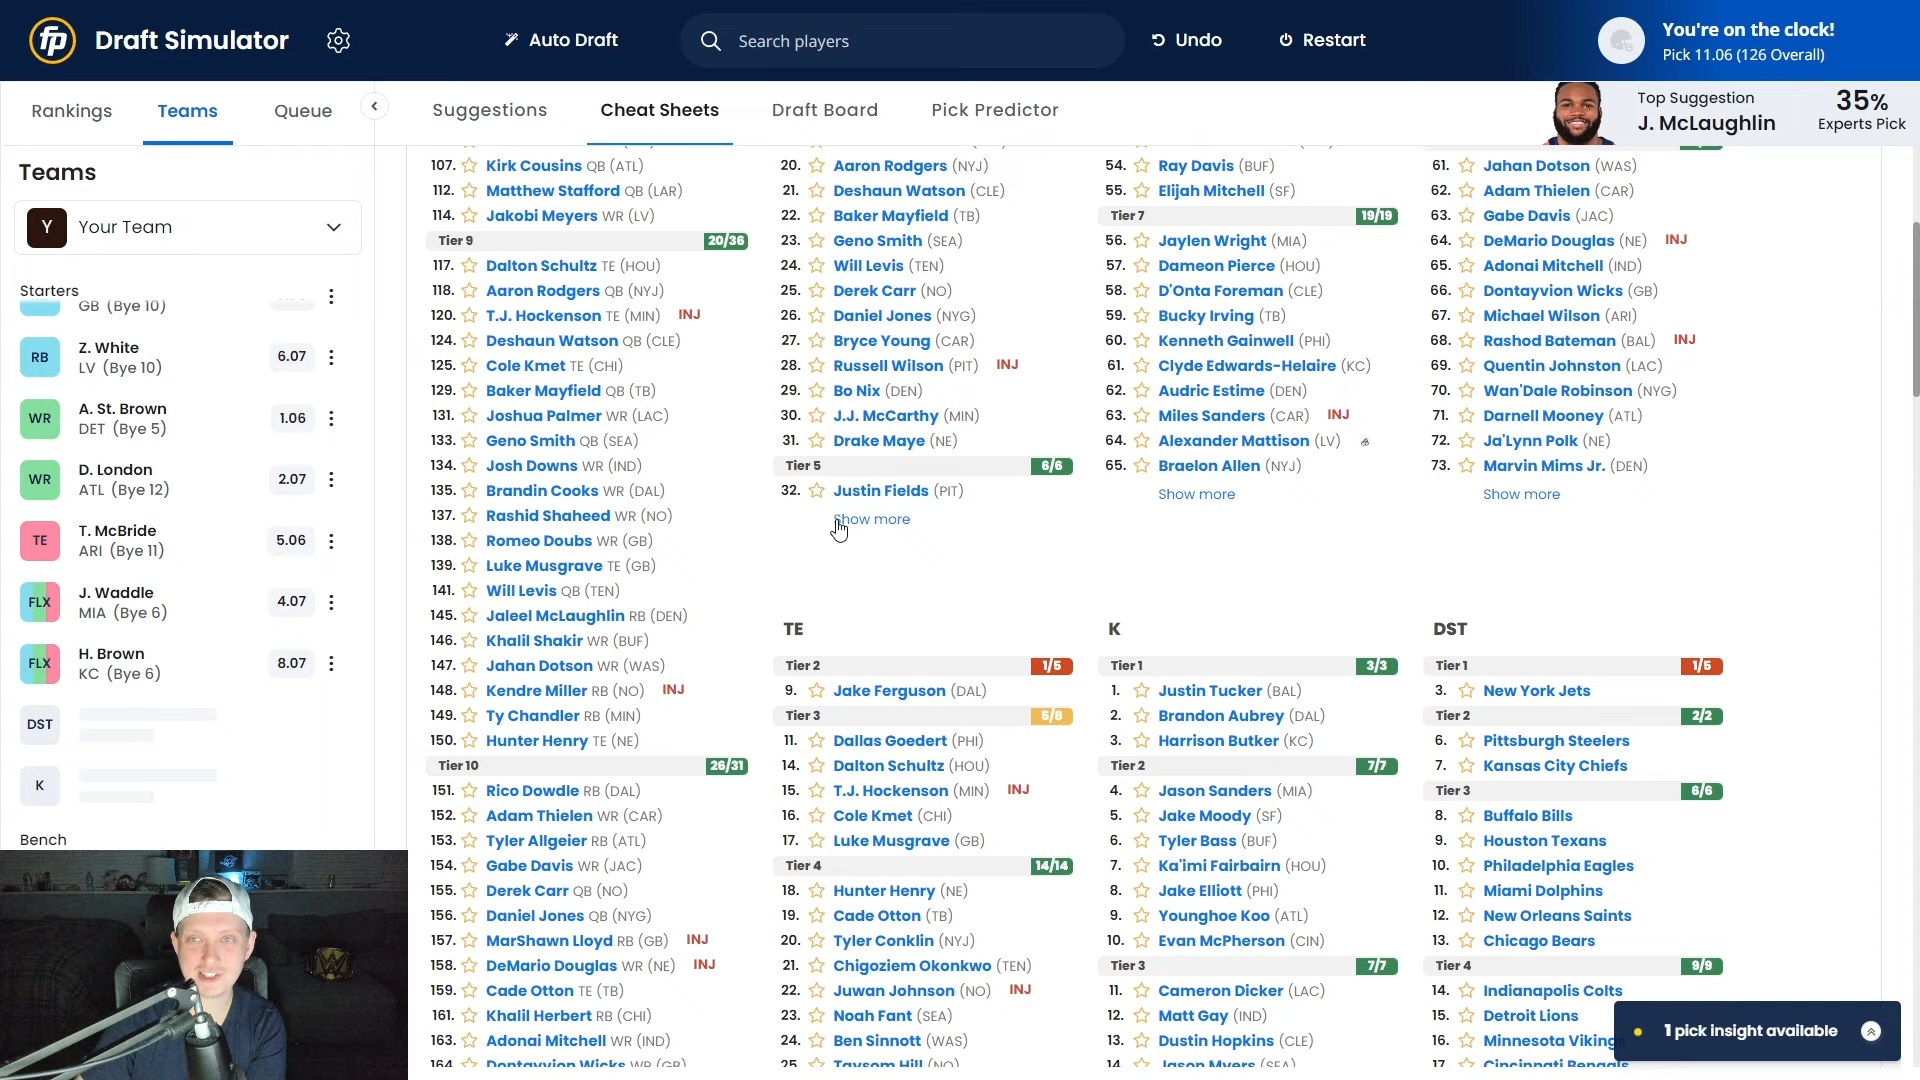 fp Draft Simulator
Auto Draft
Search players
Undo
Restart
You're on the clock!
Pick 11.06 (126 Overall)
Rankings
Teams
Queue
Suggestions
Cheat Sheets
Draft Board
Pick Predictor
Top Suggestion
J. McLaughlin
35%
Experts Pick
Teams
Y Your Team
Starters
GB (Bye 10)
RB Z. White 6.07
LV (Bye 10)
WR A. St. Brown 1.06
DET (Bye 5)
WR D. London 2.07
ATL (Bye 12)
TE T. McBride 5.06
ARI (Bye 11)
FLX J. Waddle 4.07
MIA (Bye 6)
FLX H. Brown 8.07
KC (Bye 6)
DST
K
Bench
107. Kirk Cousins QB (ATL)
112. Matthew Stafford QB (LAR)
114. Jakobi Meyers WR (LV)
Tier 9 20/36
117. Dalton Schultz TE (HOU)
118. Aaron Rodgers QB (NYJ)
120. T.J. Hockenson TE (MIN) INJ
124. Deshaun Watson QB (CLE)
125. Cole Kmet TE (CHI)
129. Baker Mayfield QB (TB)
131. Joshua Palmer WR (LAC)
133. Geno Smith QB (SEA)
134. Josh Downs WR (IND)
135. Brandin Cooks WR (DAL)
137. Rashid Shaheed WR (NO)
138. Romeo Doubs WR (GB)
139. Luke Musgrave TE (GB)
141. Will Levis QB (TEN)
145. Jaleel McLaughlin RB (DEN)
146. Khalil Shakir WR (BUF)
147. Jahan Dotson WR (WAS)
148. Kendre Miller RB (NO) INJ
149. Ty Chandler RB (MIN)
150. Hunter Henry TE (NE)
Tier 10 26/31
151. Rico Dowdle RB (DAL)
152. Adam Thielen WR (CAR)
153. Tyler Allgeier RB (ATL)
154. Gabe Davis WR (JAC)
155. Derek Carr QB (NO)
156. Daniel Jones QB (NYG)
157. MarShawn Lloyd RB (GB) INJ
158. DeMario Douglas WR (NE) INJ
159. Cade Otton TE (TB)
161. Khalil Herbert RB (CHI)
163. Adonai Mitchell WR (IND)
164. Dontayvion Wicks WR (GB)
20. Aaron Rodgers (NYJ)
21. Deshaun Watson (CLE)
22. Baker Mayfield (TB)
23. Geno Smith (SEA)
24. Will Levis (TEN)
25. Derek Carr (NO)
26. Daniel Jones (NYG)
27. Bryce Young (CAR)
28. Russell Wilson (PIT) INJ
29. Bo Nix (DEN)
30. J.J. McCarthy (MIN)
31. Drake Maye (NE)
Tier 5 6/6
32. Justin Fields (PIT)
Show more
54. Ray Davis (BUF)
55. Elijah Mitchell (SF)
Tier 7 19/19
56. Jaylen Wright (MIA)
57. Dameon Pierce (HOU)
58. D'Onta Foreman (CLE)
59. Bucky Irving (TB)
60. Kenneth Gainwell (PHI)
61. Clyde Edwards-Helaire (KC)
62. Audric Estime (DEN)
63. Miles Sanders (CAR) INJ
64. Alexander Mattison (LV)
65. Braelon Allen (NYJ)
Show more
61. Jahan Dotson (WAS)
62. Adam Thielen (CAR)
63. Gabe Davis (JAC)
64. DeMario Douglas (NE) INJ
65. Adonai Mitchell (IND)
66. Dontayvion Wicks (GB)
67. Michael Wilson (ARI)
68. Rashod Bateman (BAL) INJ
69. Quentin Johnston (LAC)
70. Wan'Dale Robinson (NYG)
71. Darnell Mooney (ATL)
72. Ja'Lynn Polk (NE)
73. Marvin Mims Jr. (DEN)
Show more
TE
Tier 2 1/5
9. Jake Ferguson (DAL)
Tier 3 5/8
11. Dallas Goedert (PHI)
14. Dalton Schultz (HOU)
15. T.J. Hockenson (MIN) INJ
16. Cole Kmet (CHI)
17. Luke Musgrave (GB)
Tier 4 14/14
18. Hunter Henry (NE)
19. Cade Otton (TB)
20. Tyler Conklin (NYJ)
21. Chigoziem Okonkwo (TEN)
22. Juwan Johnson (NO) INJ
23. Noah Fant (SEA)
24. Ben Sinnott (WAS)
25. Taysom Hill (NO)
K
Tier 1 3/3
1. Justin Tucker (BAL)
2. Brandon Aubrey (DAL)
3. Harrison Butker (KC)
Tier 2 7/7
4. Jason Sanders (MIA)
5. Jake Moody (SF)
6. Tyler Bass (BUF)
7. Ka'imi Fairbairn (HOU)
8. Jake Elliott (PHI)
9. Younghoe Koo (ATL)
10. Evan McPherson (CIN)
Tier 3 7/7
11. Cameron Dicker (LAC)
12. Matt Gay (IND)
13. Dustin Hopkins (CLE)
14. Jason Myers (SEA)
DST
Tier 1 1/5
3. New York Jets
Tier 2 2/2
6. Pittsburgh Steelers
7. Kansas City Chiefs
Tier 3 6/6
8. Buffalo Bills
9. Houston Texans
10. Philadelphia Eagles
11. Miami Dolphins
12. New Orleans Saints
13. Chicago Bears
Tier 4 9/9
14. Indianapolis Colts
15. Detroit Lions
16. Minnesota Vikings
17. Cincinnati Bengals
1 pick insight available